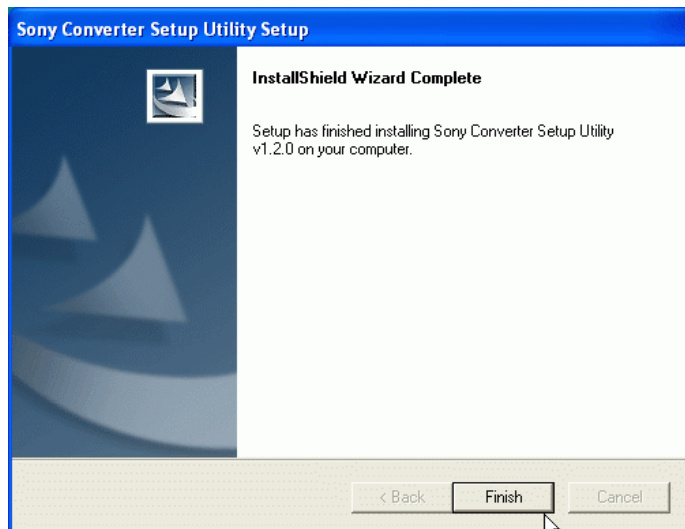 Sony Converter Setup Utility Setup
InstallShield Wizard Complete
Setup has finished installing Sony Converter Setup Utility
v1.2.0 on your computer.
< Back Finish Cancel